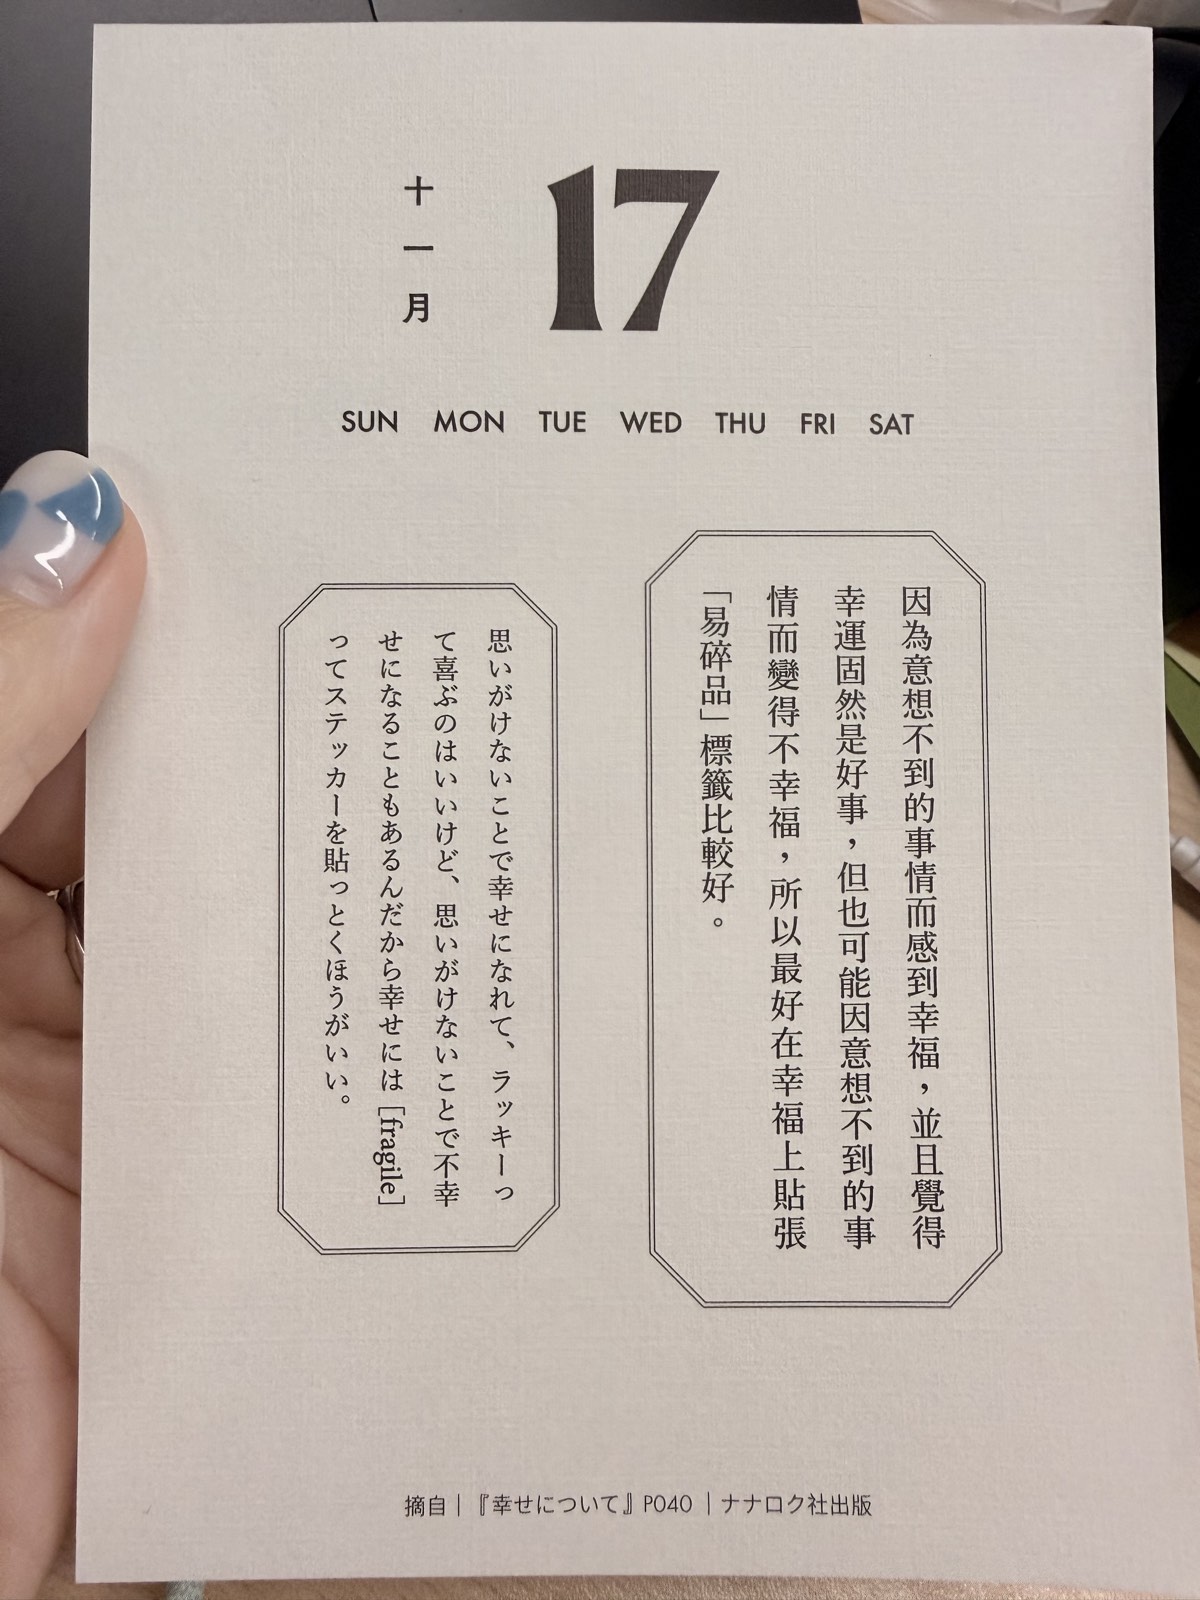 十一月
17
SUN MON TUE WED THU FRI SAT
因為意想不到的事情而感到幸福，並且覺得
幸運固然是好事，但也可能因意想不到的事
情而變得不幸福，所以最好在幸福上貼張
「易碎品」標籤比較好。
思いがけないことで幸せになれて、ラッキーっ
て喜ぶのはいいけど、思いがけないことで不幸
せになることもあるんだから幸せには [fragile]
ってステッカーを貼っとくほうがいい。
摘自｜『幸せについて』P040｜ナナロク社出版